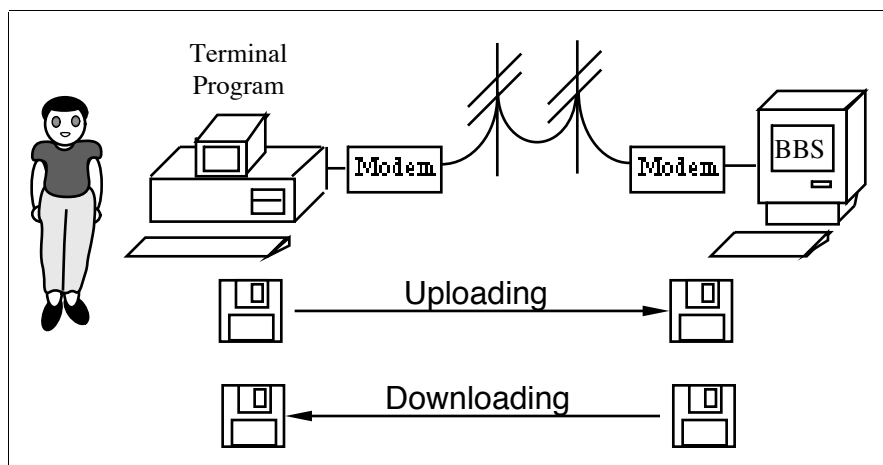 Terminal
Program
Modem
Modem
BBS
Uploading
Downloading